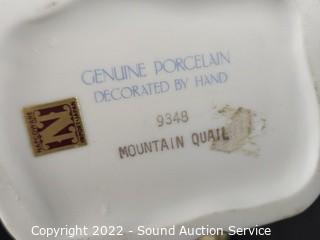 GENUINE PORCELAIN
DECORATED BY HAND
9348
MOUNTAIN QUAIL
N
Copyright 2022 - Sound Auction Service